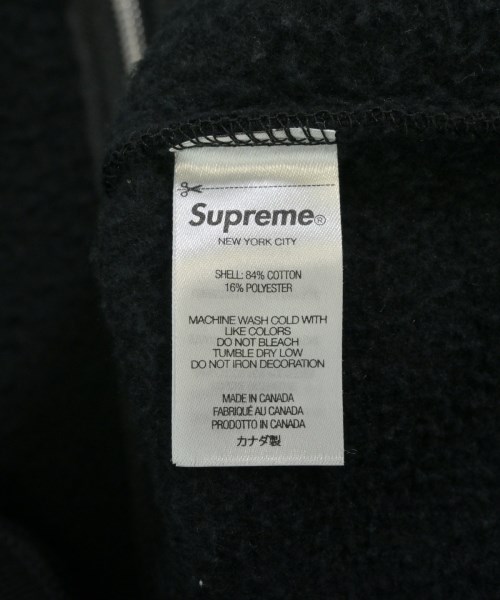 Supreme®
NEW YORK CITY
SHELL: 84% COTTON
16% POLYESTER
MACHINE WASH COLD WITH
LIKE COLORS
DO NOT BLEACH
TUMBLE DRY LOW
DO NOT IRON DECORATION
MADE IN CANADA
FABRIQUÉ AU CANADA
PRODOTTO IN CANADA
カナダ製